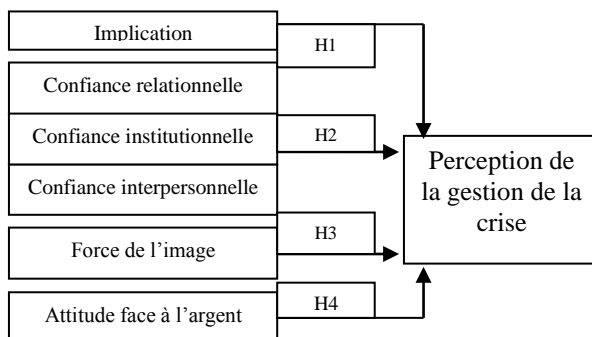 Implication
H1
Confiance relationnelle
Confiance institutionnelle
H2
Confiance interpersonnelle
Perception de
la gestion de la
crise
H3
Force de l’image
H4
Attitude face à l’argent